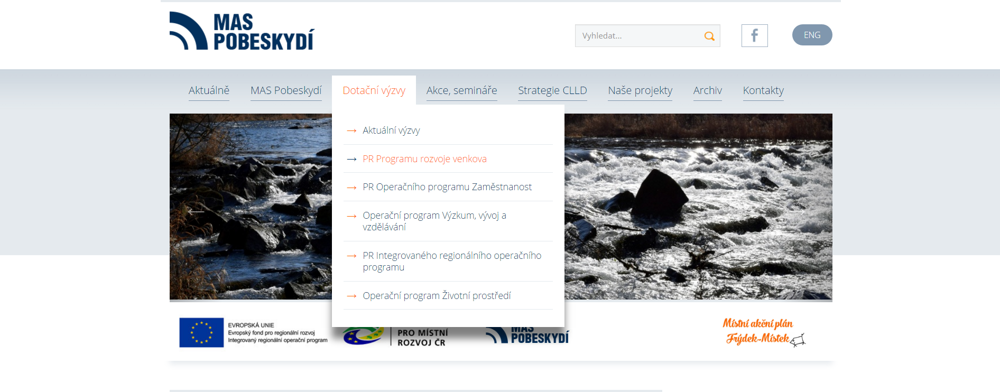 MAS
POBESKYDÍ
Vyhledat...
f
ENG
Aktuálně
MAS Pobeskydí
Dotační výzvy
Akce, semináře
Strategie CLLD
Naše projekty
Archiv
Kontakty
Aktuální výzvy
PR Programu rozvoje venkova
PR Operačního programu Zaměstnanost
Operační program Výzkum, vývoj a
vzdělávání
PR Integrovaného regionálního operačního
programu
Operační program Životní prostředí
EVROPSKÁ UNIE
Evropský fond pro regionální rozvoj
Integrovaný regionální operační program
PRO MÍSTNÍ
ROZVOJ ČR
MAS
POBESKYDÍ
Místní akční plán
Frýdek-Místek